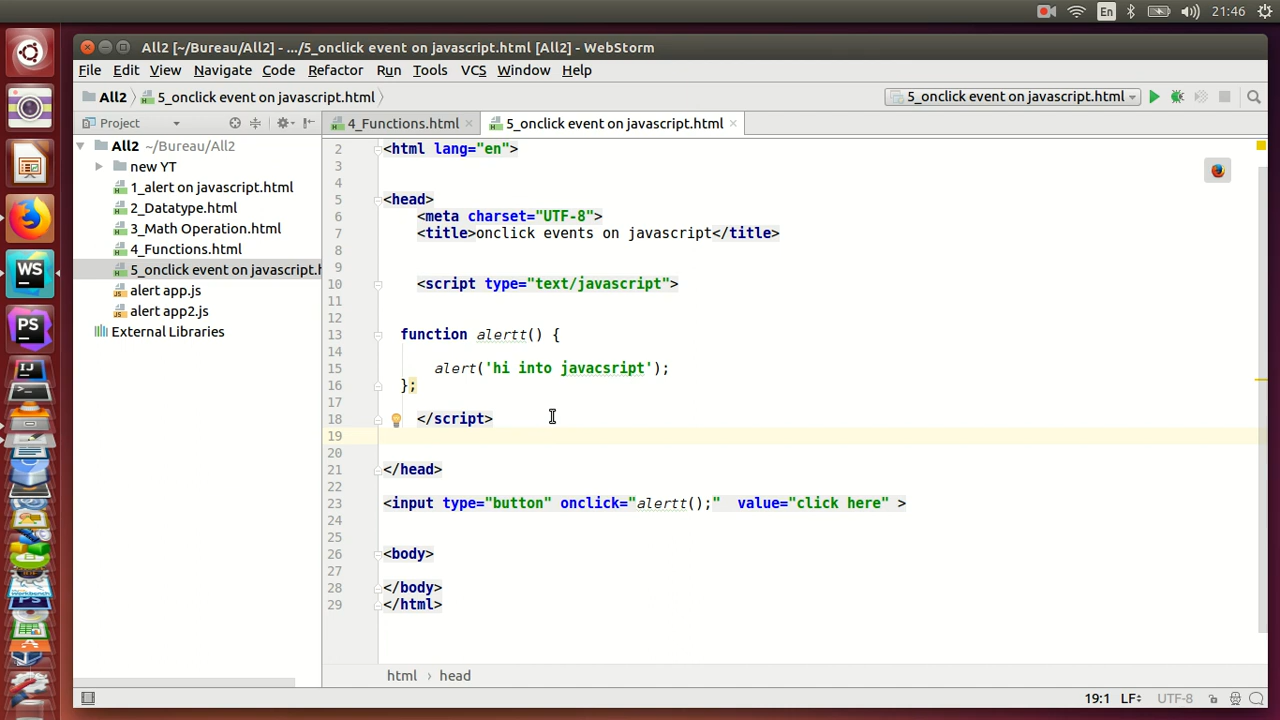 En 21:46
All2 [~/Bureau/All2] - .../5_onclick event on javascript.html [All2] - WebStorm
File Edit View Navigate Code Refactor Run Tools VCS Window Help
All2 5_onclick event on javascript.html 5_onclick event on javascript.html
Project 4_Functions.html 5_onclick event on javascript.html
All2 ~/Bureau/All2
new YT
1_alert on javascript.html
2_Datatype.html
3_Math Operation.html
4_Functions.html
5_onclick event on javascript.h
alert app.js
alert app2.js
External Libraries
2 <html lang="en">
3
4
5 <head>
6 <meta charset="UTF-8">
7 <title>onclick events on javascript</title>
8
9
10 <script type="text/javascript">
11
12
13 function alertt() {
14
15 alert('hi into javacsript');
16 };
17
18 </script>
19
20
21 </head>
22
23 <input type="button" onclick="alertt();" value="click here" >
24
25
26 <body>
27
28 </body>
29 </html>
html › head
19:1 LF÷ UTF-8
WS
PS
IJ